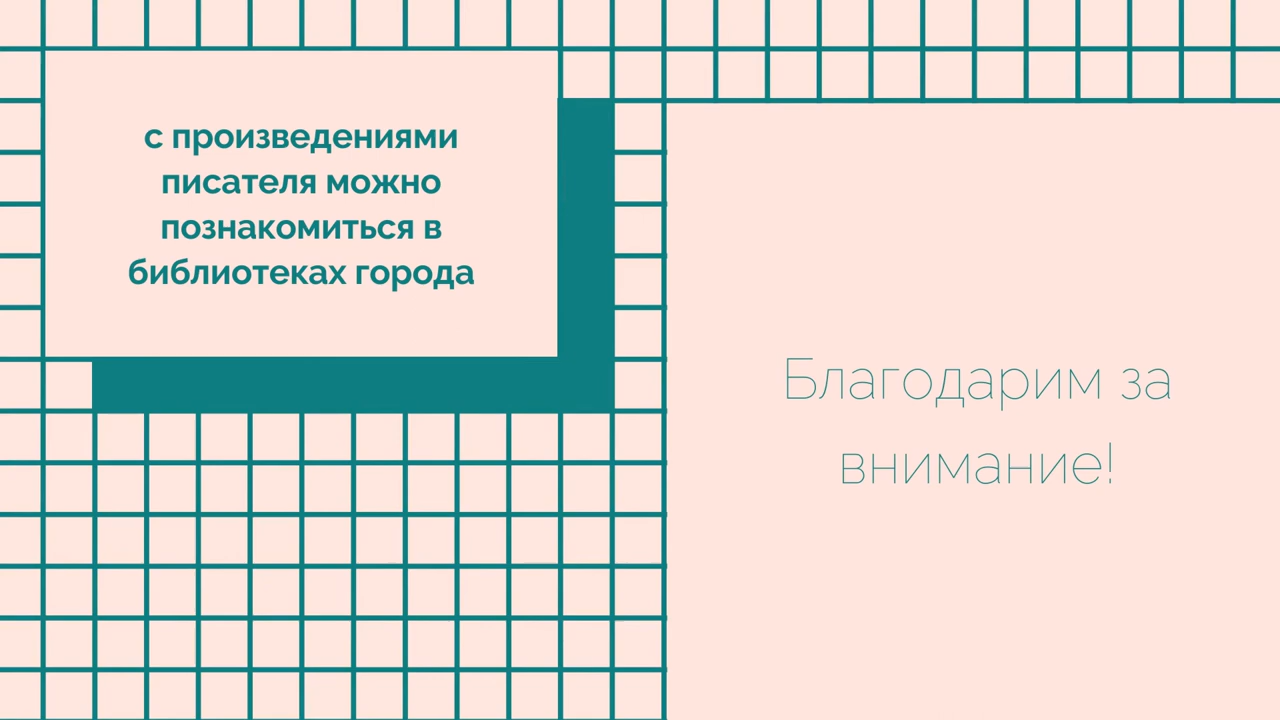 с произведениями
писателя можно
познакомиться в
библиотеках города
Благодарим за
внимание!